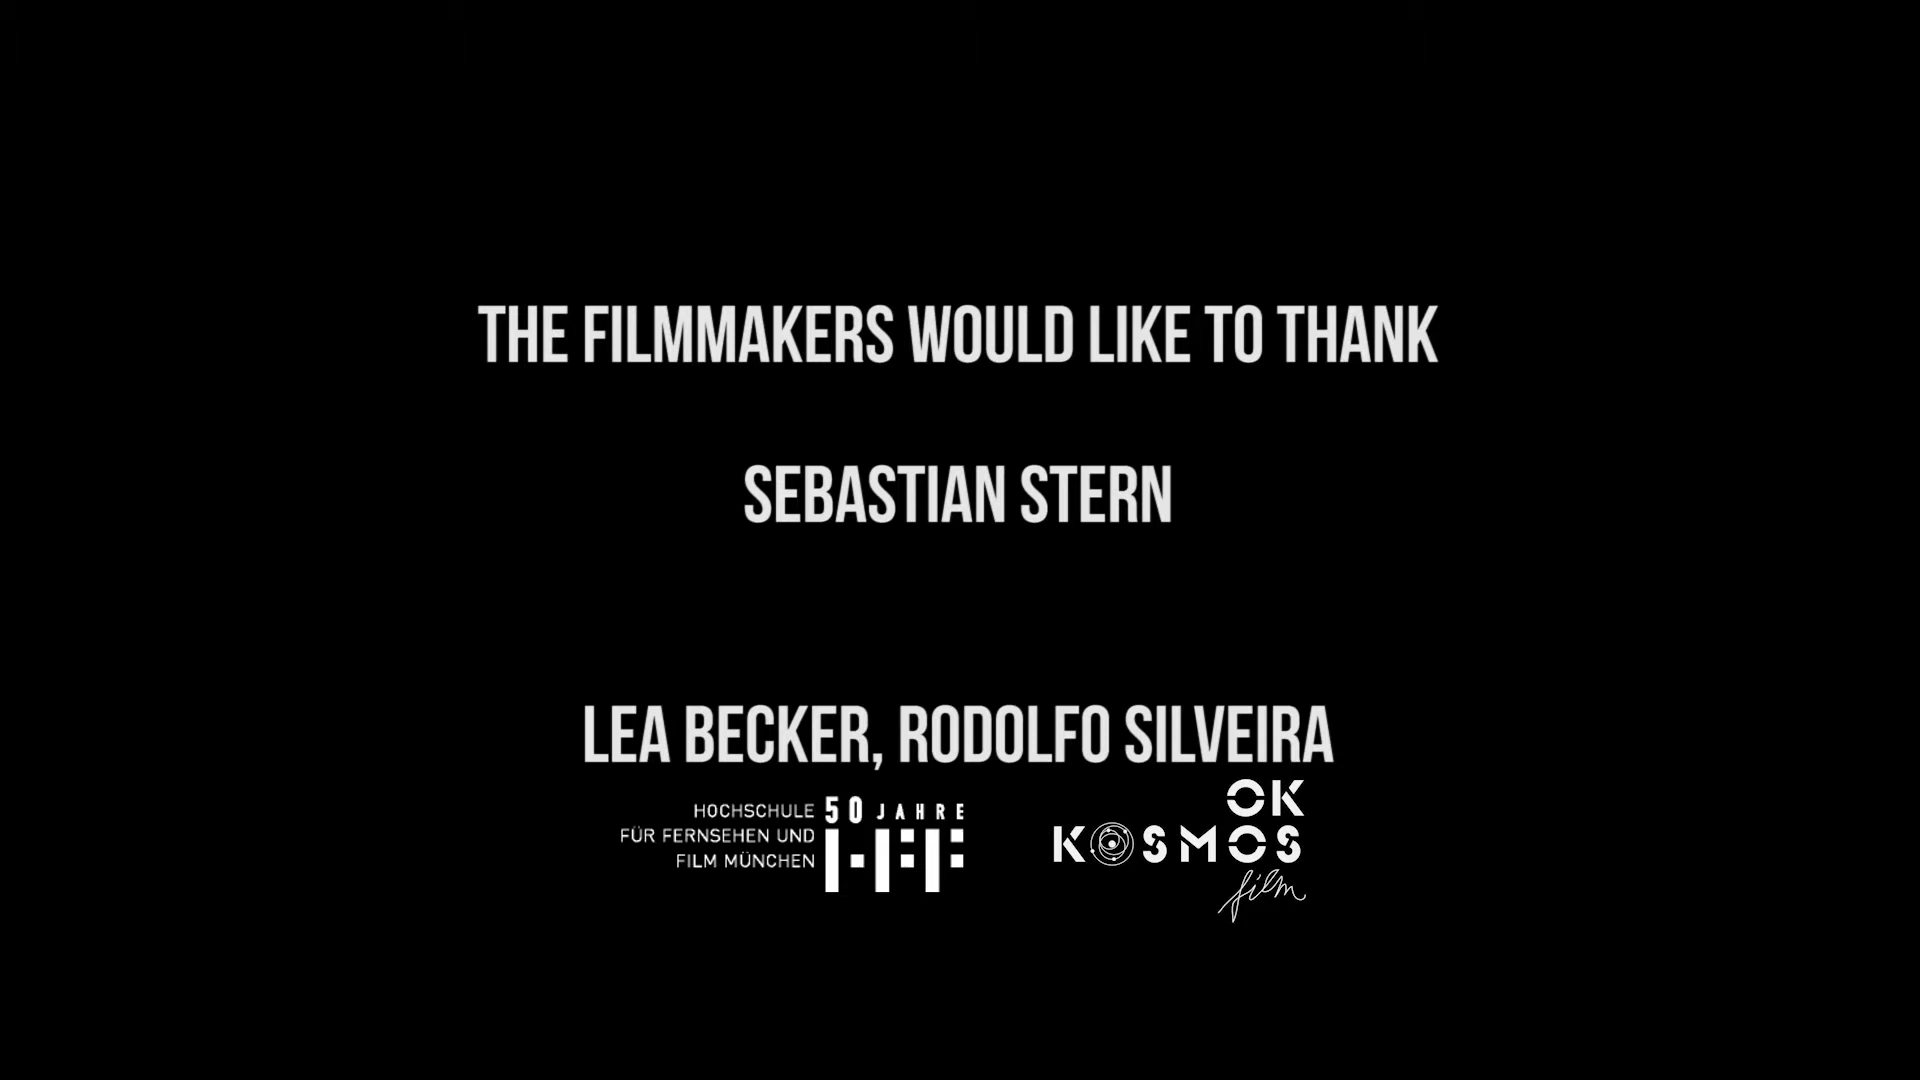 THE FILMMAKERS WOULD LIKE TO THANK
SEBASTIAN STERN
LEA BECKER, RODOLFO SILVEIRA
HOCHSCHULE
FÜR FERNSEHEN UND
FILM MÜNCHEN
50 JAHRE
HFF
OK
KOSMOS
film